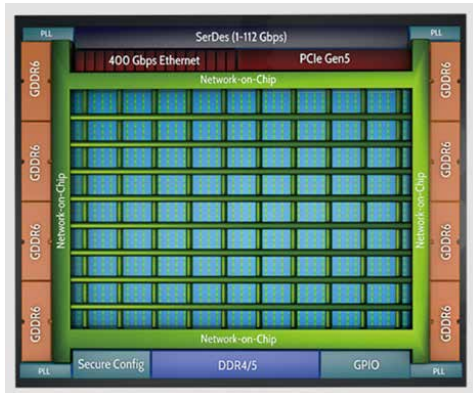 PLL
SerDes (1-112 Gbps)
PLL
400 Gbps Ethernet
PCIe Gen5
Network-on-Chip
GDDR6
GDDR6
GDDR6
GDDR6
Network-on-Chip
Network-on-Chip
GDDR6
GDDR6
GDDR6
GDDR6
Network-on-Chip
PLL
Secure Config
DDR4/5
GPIO
PLL